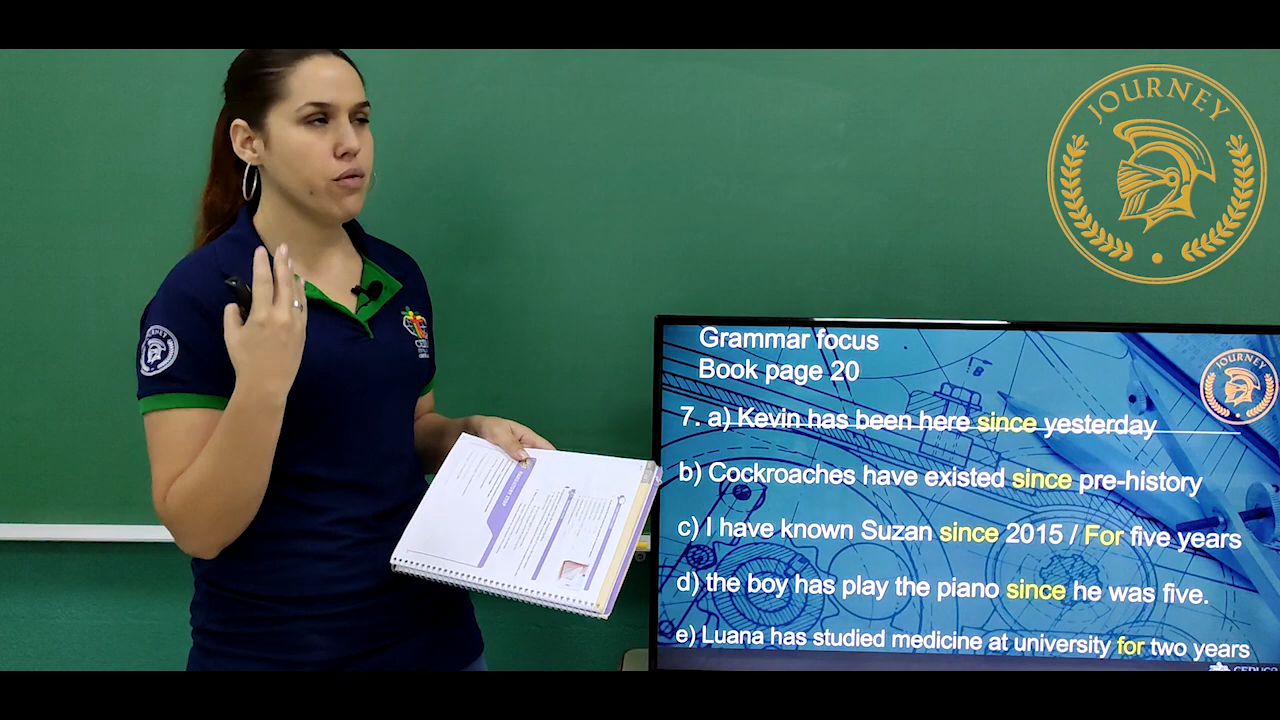 JOURNEY
Grammar focus
Book page 20
JOURNEY
7. a) Kevin has been here since yesterday
b) Cockroaches have existed since pre-history
c) I have known Suzan since 2015 / For five years
d) the boy has play the piano since he was five.
e) Luana has studied medicine at university for two years
JOURNEY